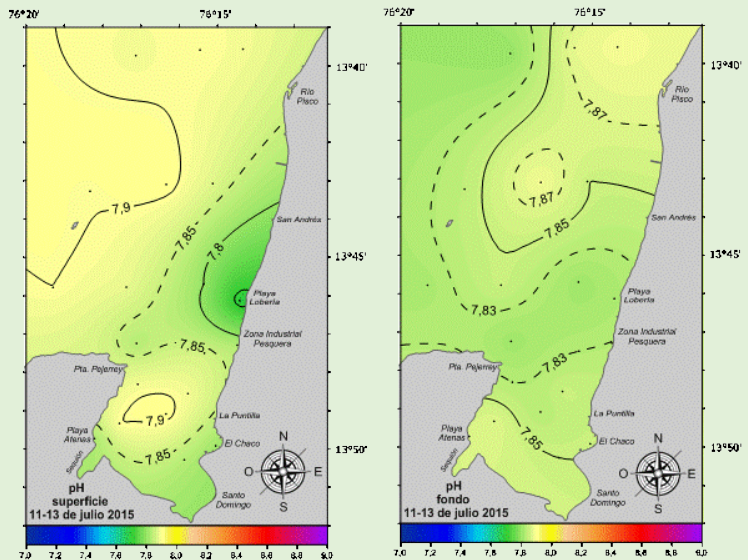 76°20'
76°15'
13°40'
Río
Pisco
7,9
7,85
7,8
San Andrés
13°45'
Playa
Lobería
Zona Industrial
Pesquera
7,85
Pta. Pejerrey
7,9
La Puntilla
Playa
Atenas
7,85
El Chaco
13°50'
N
O
E
S
Santo
Domingo
pH
superficie
11-13 de julio 2015
7,0 7,2 7,4 7,6 7,8 8,0 8,2 8,4 8,6 8,8 9,0
76°20'
76°15'
13°40'
Río
Pisco
7,87
7,87
7,85
San Andrés
13°45'
Playa
Lobería
7,83
Zona Industrial
Pesquera
7,83
Pta. Pejerrey
La Puntilla
Playa
Atenas
7,85
El Chaco
13°50'
N
O
E
S
Santo
Domingo
pH
fondo
11-13 de julio 2015
7,0 7,2 7,4 7,6 7,8 8,0 8,2 8,4 8,6 8,8 9,0